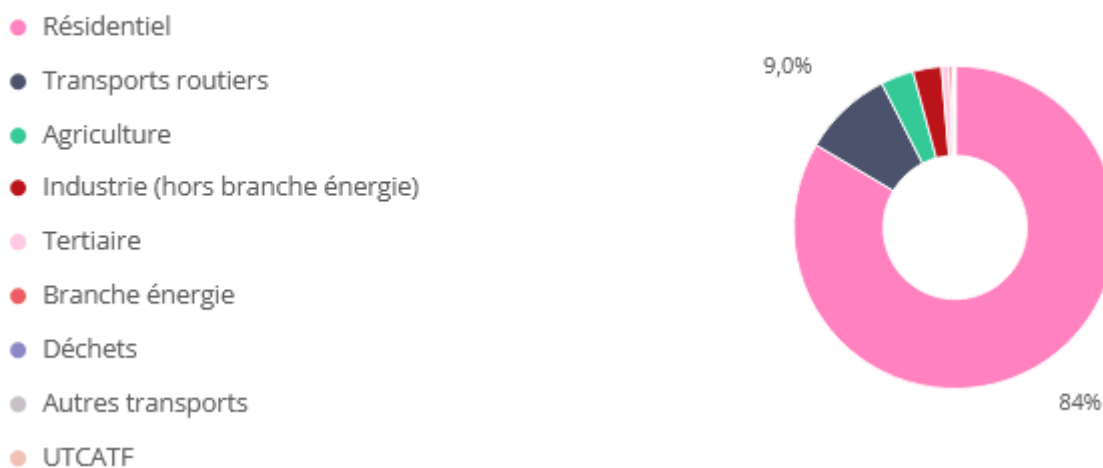 Résidentiel
Transports routiers
Agriculture
Industrie (hors branche énergie)
Tertiaire
Branche énergie
Déchets
Autres transports
UTCATF
9,0%
84%